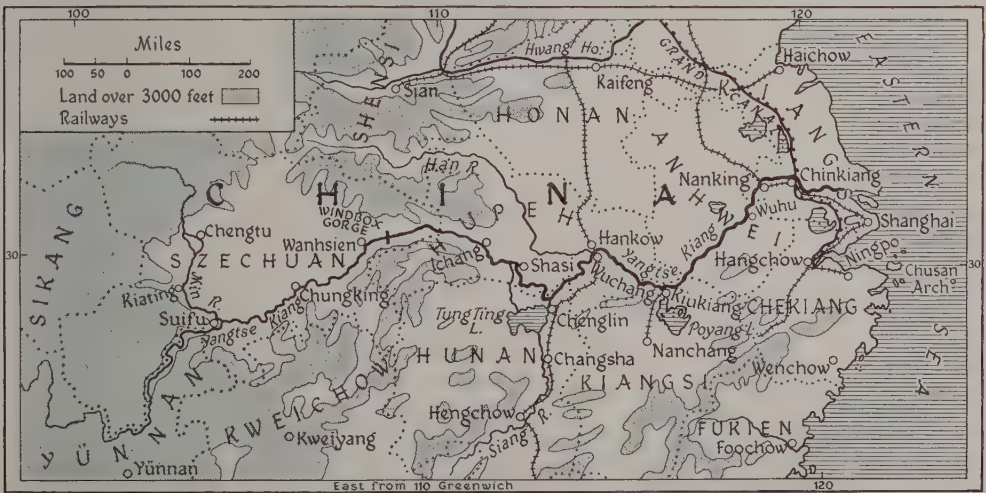 100
110
120
Miles
100 50 0 100 200
Land over 3000 feet
Railways
SHENSI
Hwang Ho
GRAND CANAL
Haichow
Sian
Kaifeng
KIANGSU
EASTERN SEA
HONAN
ANHWEI
Han R.
Nanking
Chinkiang
CHINA
WINDBOX GORGE
HUPEH
Wuhu
Shanghai
Chengtu
Wanhsien
Ichang
Hankow
Yangtse Kiang
Hangchow
Ningpo
30
SZECHUAN
Shasi
Wuchang
30
SIKANG
Kiating
Min R.
Chungking
Kiukiang
CHEKIANG
Chusan Arch°
Suifu
Yangtse Kiang
Tung Ting L.
Chenglin
Poyang L.
Nanchang
HUNAN
Changsha
Wenchow
KIANGSI
KWEICHOW
Hengchow
Siang R.
FUKIEN
Foochow
YÜNNAN
Kweiyang
Yünnan
East from 110 Greenwich
120